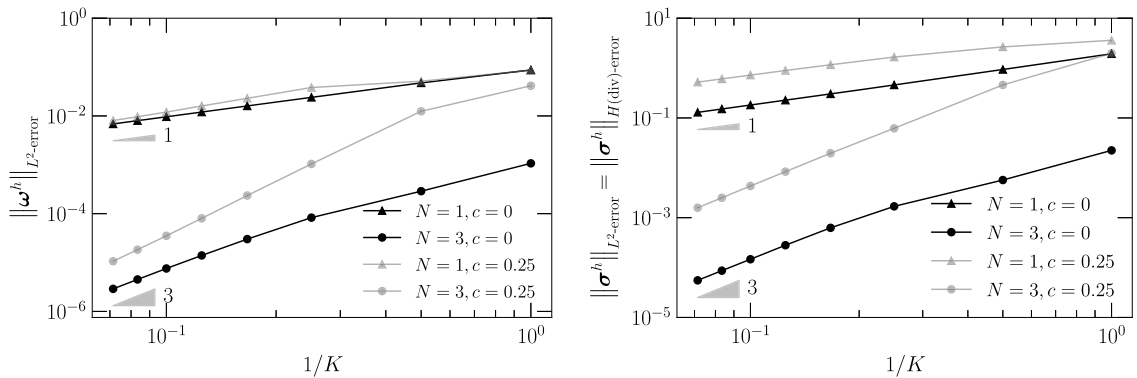 ||ω^h||_{L²-error}
10^0
10^{-2}
10^{-4}
10^{-6}
1
3
N = 1, c = 0
N = 3, c = 0
N = 1, c = 0.25
N = 3, c = 0.25
10^{-1}
10^0
1/K
||σ^h||_{L²-error} = ||σ^h||_{H(div)-error}
10^1
10^{-1}
10^{-3}
10^{-5}
1
3
N = 1, c = 0
N = 3, c = 0
N = 1, c = 0.25
N = 3, c = 0.25
10^{-1}
10^0
1/K